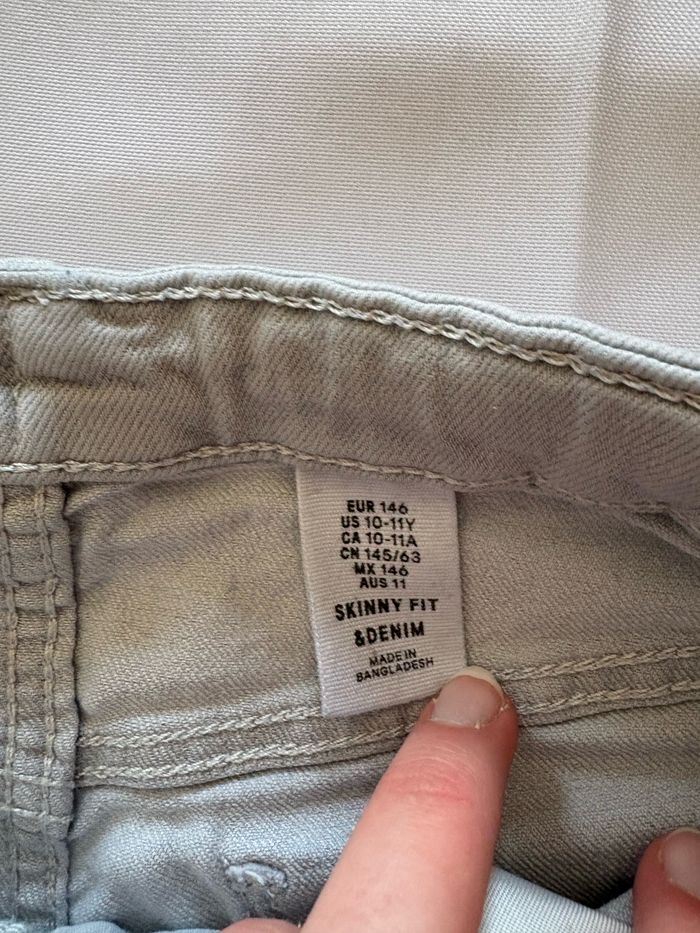 EUR 146
US 10-11Y
CA 10-11A
CN 145/63
MX 146
AUS 11
SKINNY FIT
&DENIM
MADE IN
BANGLADESH